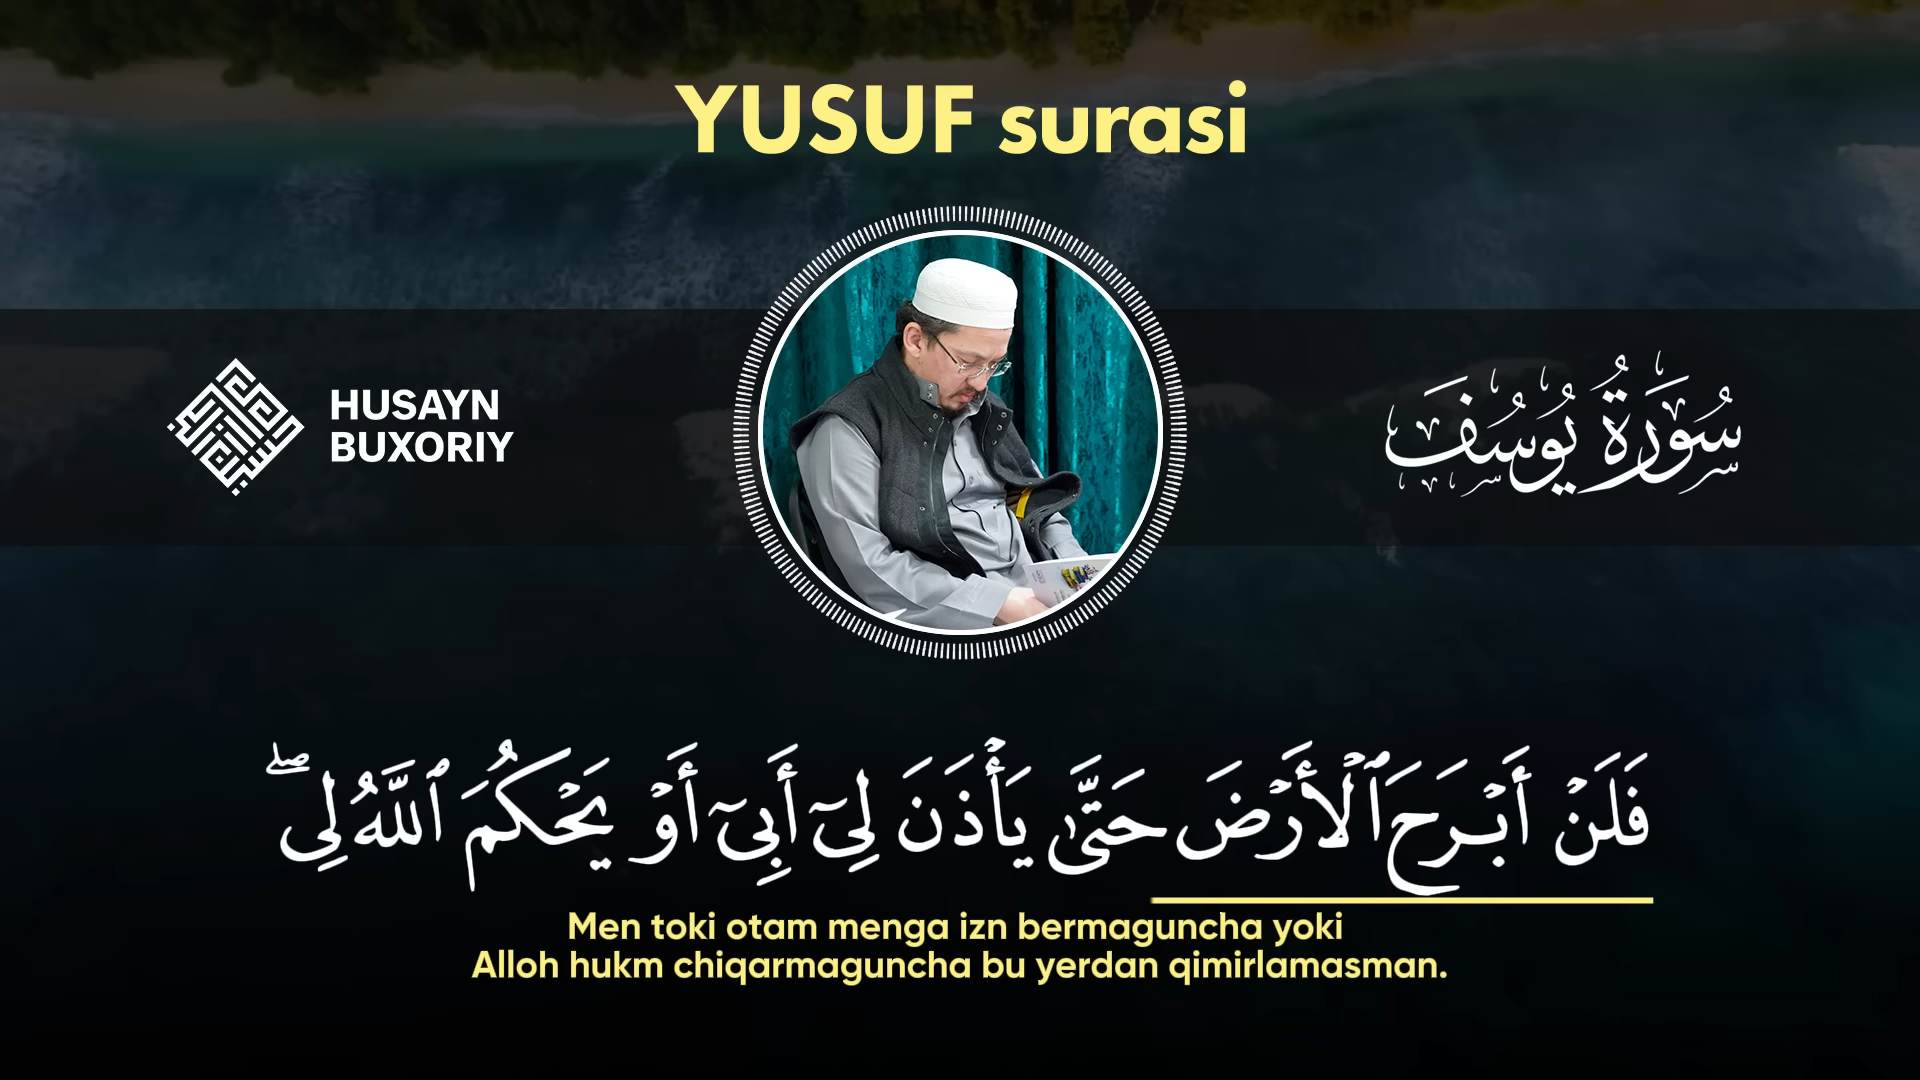 YUSUF surasi
HUSAYN
BUXORIY
سُورَةُ يُوسُفَ
فَلَنْ أَبْرَحَ ٱلْأَرْضَ حَتَّىٰ يَأْذَنَ لِىٓ أَبِىٓ أَوْ يَحْكُمَ ٱللَّهُ لِى ۖ
Men toki otam menga izn bermaguncha yoki
Alloh hukm chiqarmaguncha bu yerdan qimirlamasman.